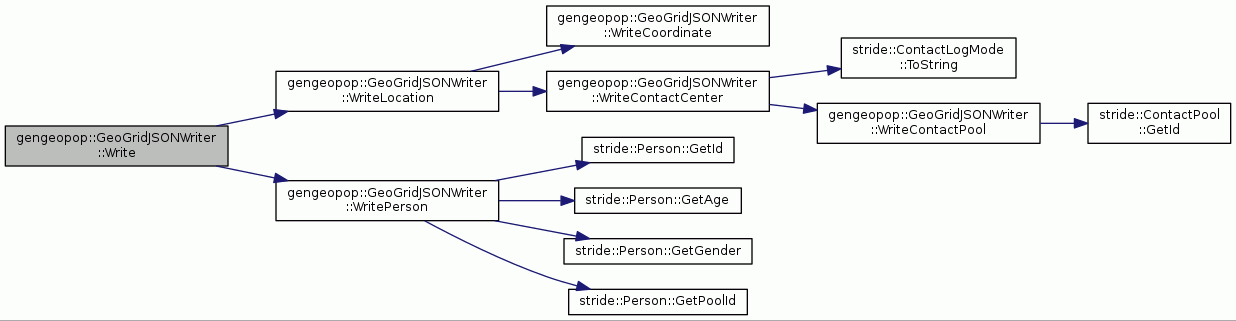 gengeopop::GeoGridJSONWriter
::Write
gengeopop::GeoGridJSONWriter
::WriteLocation
gengeopop::GeoGridJSONWriter
::WritePerson
gengeopop::GeoGridJSONWriter
::WriteCoordinate
gengeopop::GeoGridJSONWriter
::WriteContactCenter
stride::Person::GetId
stride::Person::GetAge
stride::Person::GetGender
stride::Person::GetPoolId
stride::ContactLogMode
::ToString
gengeopop::GeoGridJSONWriter
::WriteContactPool
stride::ContactPool
::GetId